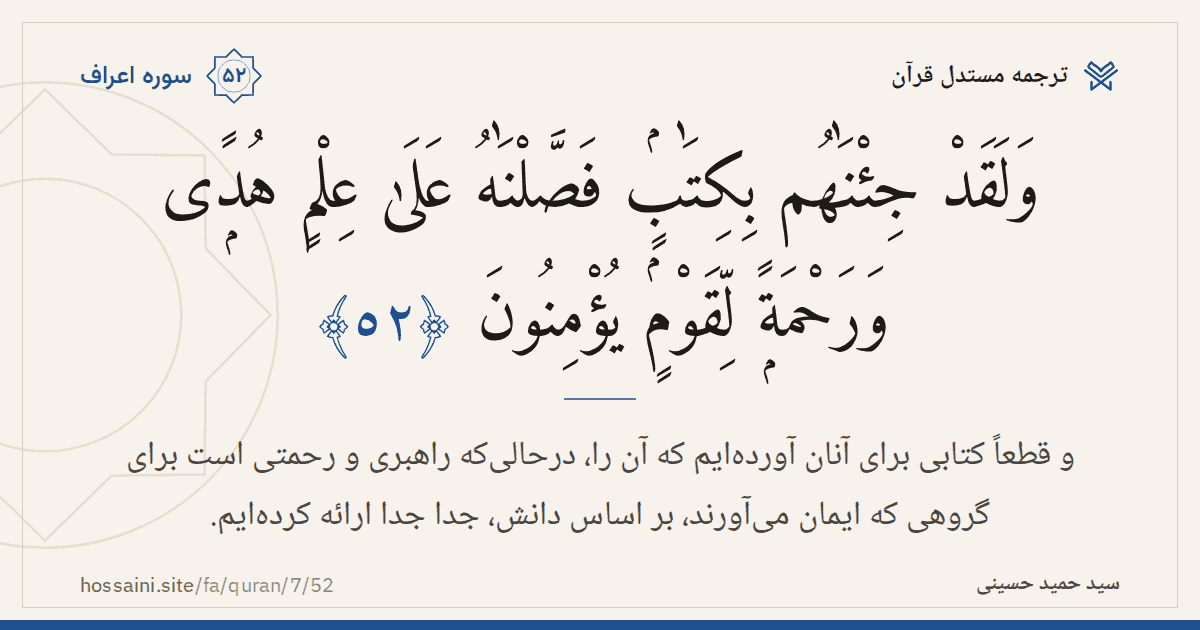 ترجمه مستدل قرآن
۵۲ سوره اعراف
وَلَقَدْ جِئْنَٰهُم بِكِتَٰبٍۢ فَصَّلْنَٰهُ عَلَىٰ عِلْمٍ هُدًۭى
وَرَحْمَةًۭ لِّقَوْمٍۢ يُؤْمِنُونَ ﴿٥٢﴾
و قطعاً کتابی برای آنان آورده‌ایم که آن را، درحالی‌که راهبری و رحمتی است برای
گروهی که ایمان می‌آورند، بر اساس دانش، جدا جدا ارائه کرده‌ایم.
سید حمید حسینی
hossaini.site/fa/quran/7/52